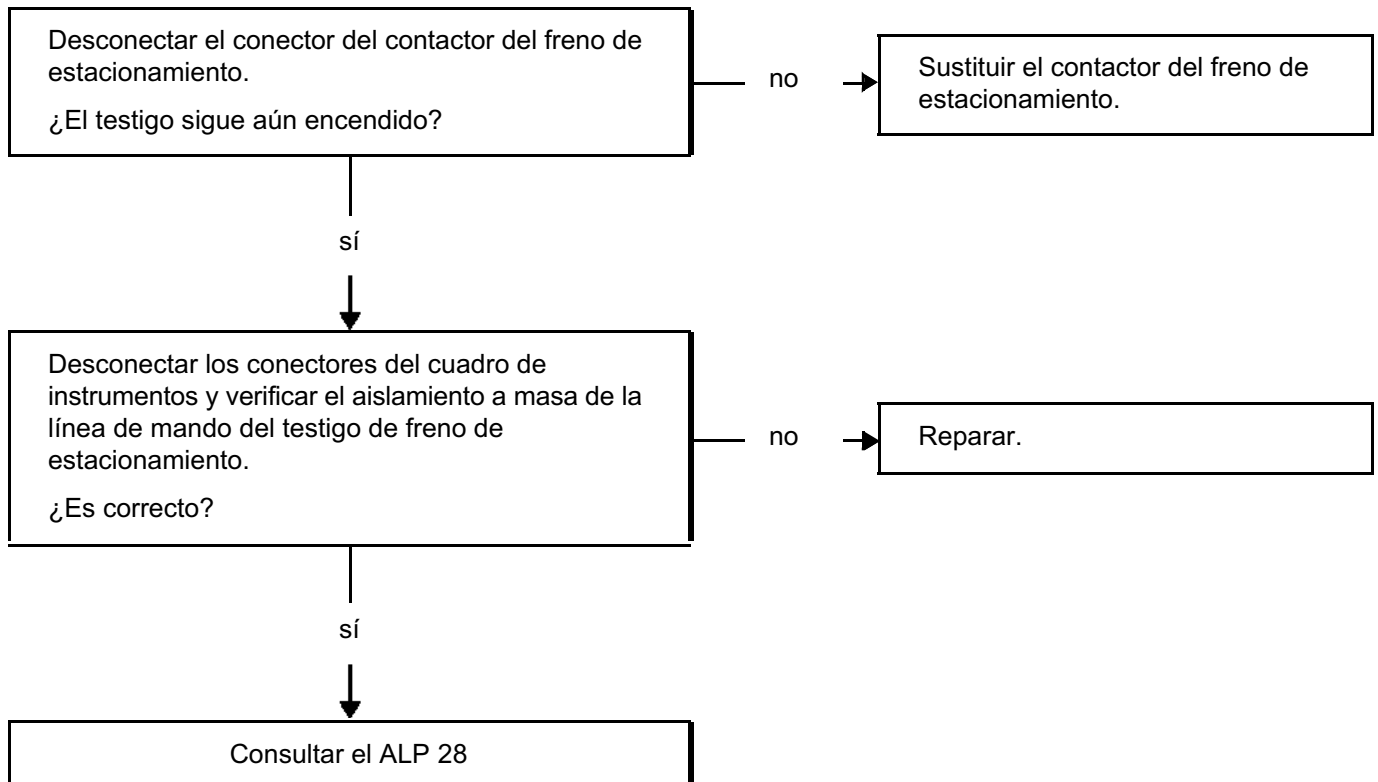 Desconectar el conector del contactor del freno de
estacionamiento.
¿El testigo sigue aún encendido?
no
Sustituir el contactor del freno de
estacionamiento.
sí
Desconectar los conectores del cuadro de
instrumentos y verificar el aislamiento a masa de la
línea de mando del testigo de freno de
estacionamiento.
¿Es correcto?
no
Reparar.
sí
Consultar el ALP 28